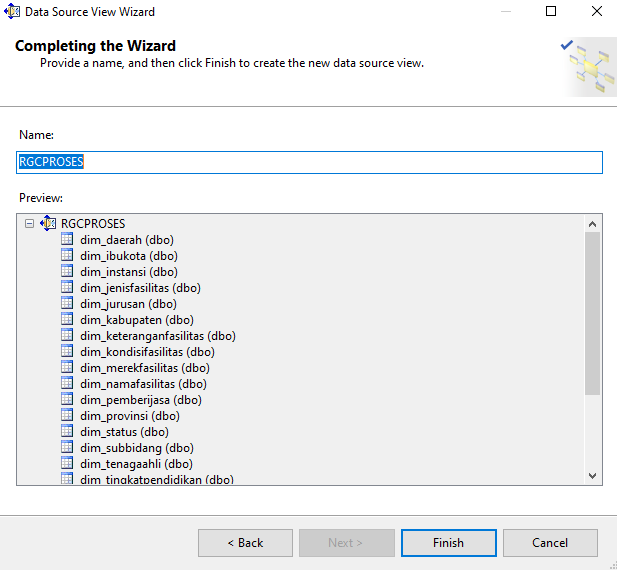 Data Source View Wizard
Completing the Wizard
Provide a name, and then click Finish to create the new data source view.
Name:
RGCPROSES
Preview:
RGCPROSES
dim_daerah (dbo)
dim_ibukota (dbo)
dim_instansi (dbo)
dim_jenisfasilitas (dbo)
dim_jurusan (dbo)
dim_kabupaten (dbo)
dim_keteranganfasilitas (dbo)
dim_kondisifasilitas (dbo)
dim_merekfasilitas (dbo)
dim_namafasilitas (dbo)
dim_pemberijasa (dbo)
dim_provinsi (dbo)
dim_status (dbo)
dim_subbidang (dbo)
dim_tenagaahli (dbo)
dim_tingkatpendidikan (dbo)
< Back Next > Finish Cancel